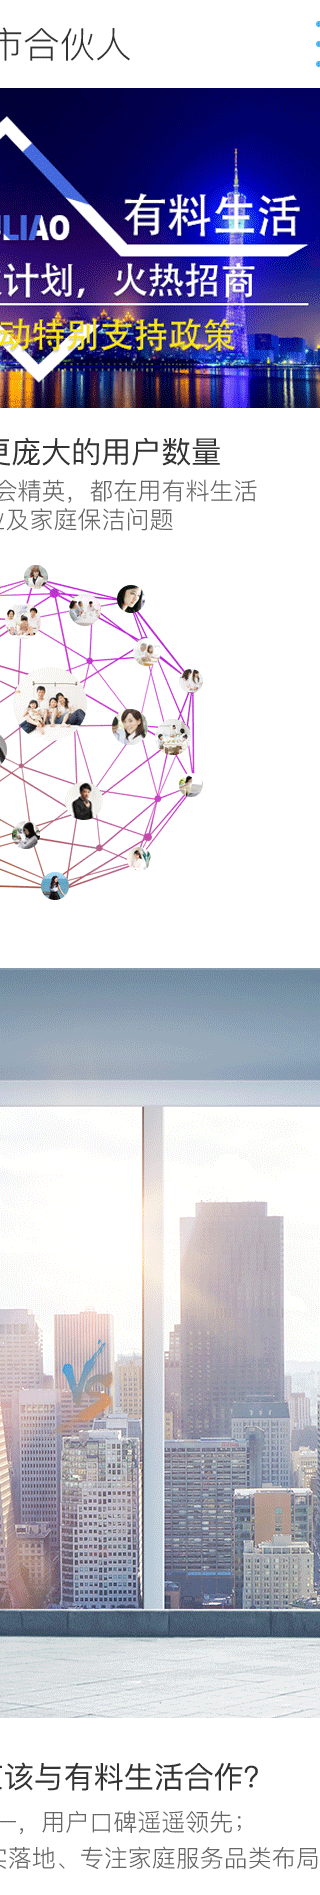 市合伙人
LIAO
有料生活
计划，火热招商
动特别支持政策
更庞大的用户数量
会精英，都在用有料生活
业及家庭保洁问题
VS
该与有料生活合作？
一，用户口碑遥遥领先；
实落地、专注家庭服务品类布局